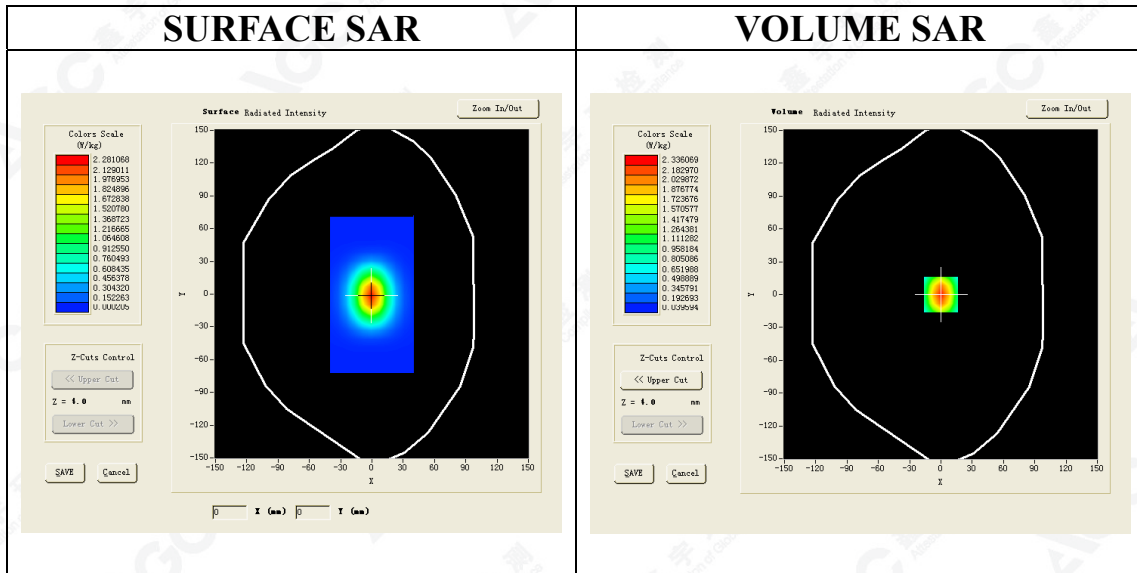 SURFACE SAR
VOLUME SAR
Surface Radiated Intensity
Zoom In/Out
Colors Scale
(W/kg)
2.281068
2.129011
1.976953
1.824896
1.672838
1.520780
1.368723
1.216665
1.064608
0.912550
0.760493
0.608435
0.456378
0.304320
0.152263
0.000205
150
120
90
60
30
0
-30
-60
-90
-120
-150
Y
-150 -120 -90 -60 -30 0 30 60 90 120 150
X
Z-Cuts Control
<< Upper Cut
Z = 4.0 mm
Lower Cut >>
SAVE Cancel
0 X (mm) 0 Y (mm)
Volume Radiated Intensity
Zoom In/Out
Colors Scale
(W/kg)
2.336069
2.182970
2.029872
1.876774
1.723676
1.570577
1.417479
1.264381
1.111282
0.958184
0.805086
0.651988
0.498889
0.345791
0.192693
0.039594
150
120
90
60
30
0
-30
-60
-90
-120
-150
Y
-150 -120 -90 -60 -30 0 30 60 90 120 150
X
Z-Cuts Control
<< Upper Cut
Z = 4.0 mm
Lower Cut >>
SAVE Cancel